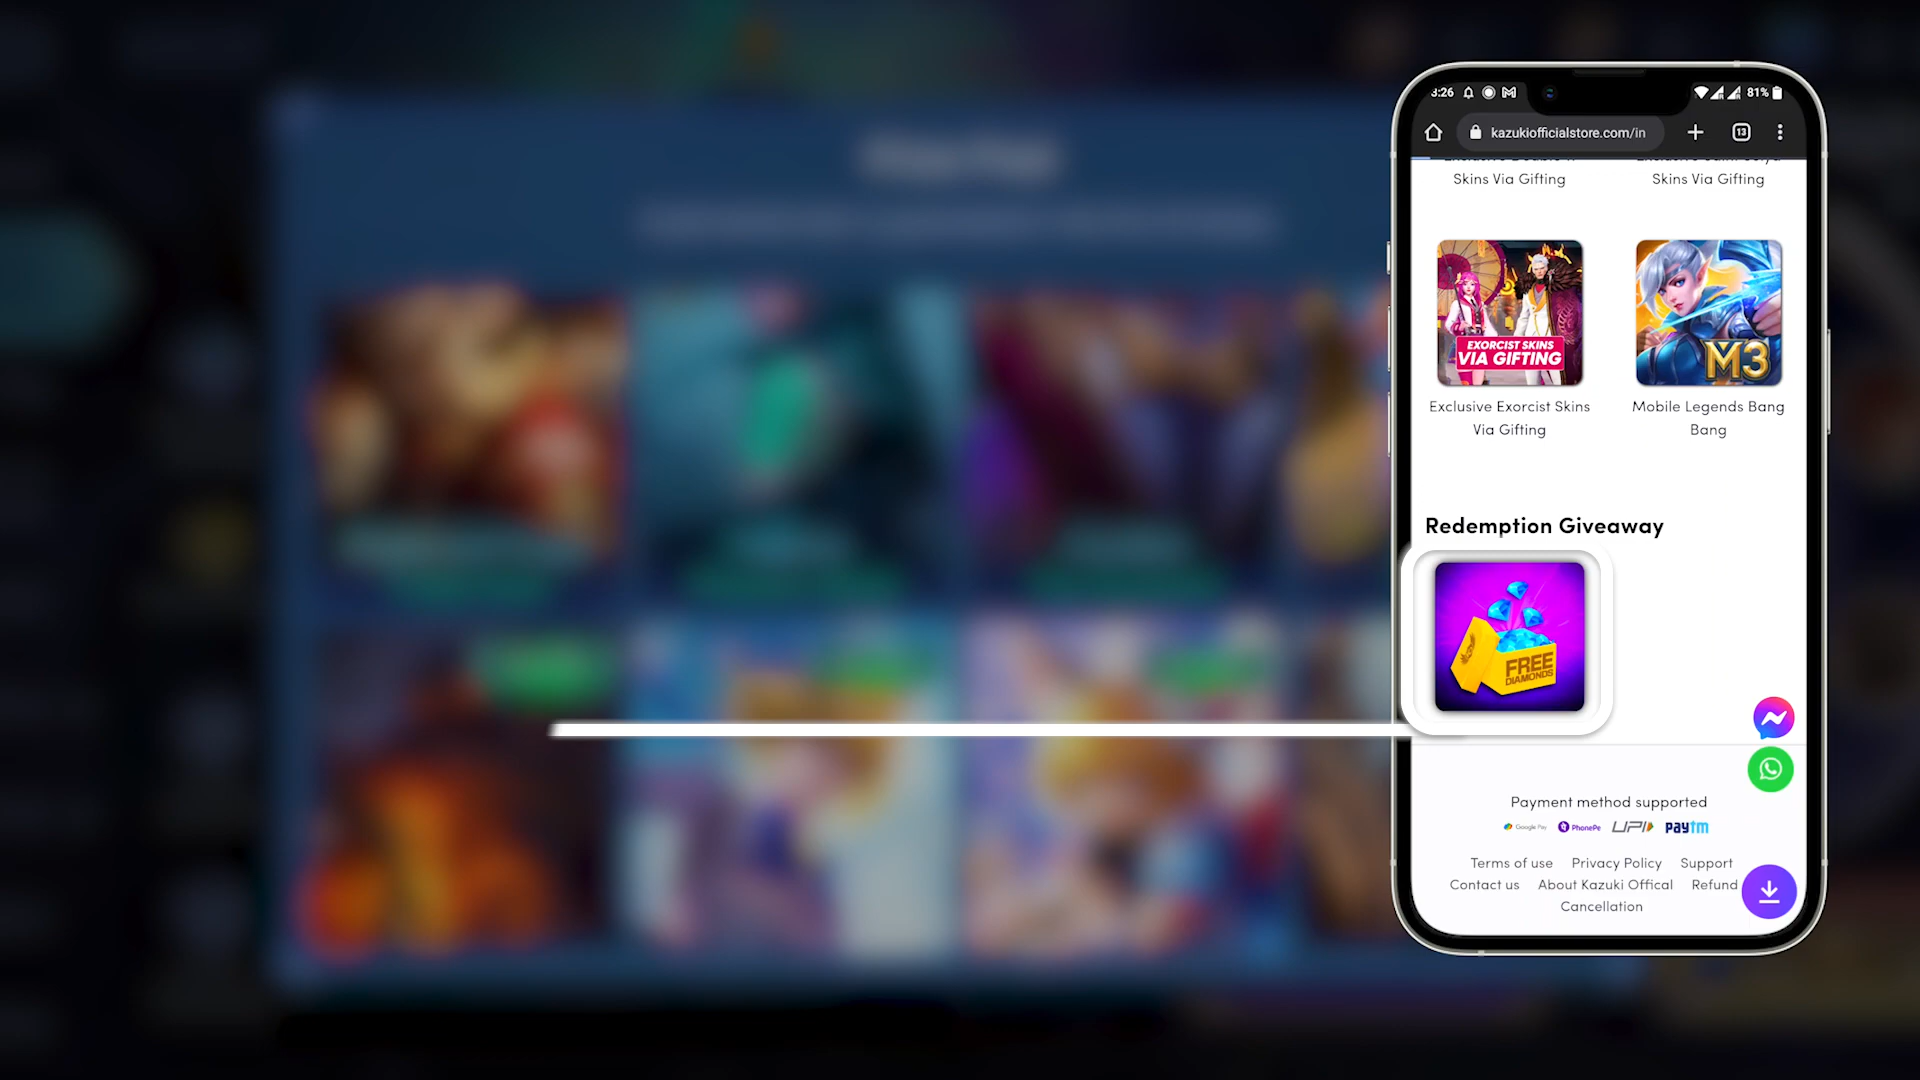 3:26
81%
kazukiofficialstore.com/in
13
Skins Via Gifting
Skins Via Gifting
EXORCIST SKINS
VIA GIFTING
M3
Exclusive Exorcist Skins
Via Gifting
Mobile Legends Bang
Bang
Redemption Giveaway
FREE
DIAMONDS
Payment method supported
Google Pay
PhonePe
UPI
paytm
Terms of use
Privacy Policy
Support
Contact us
About Kazuki Offical
Refund
Cancellation